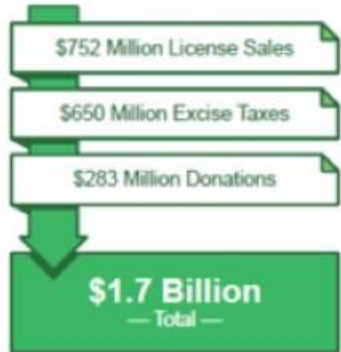 $752 Million License Sales
$650 Million Excise Taxes
$283 Million Donations
$1.7 Billion
— Total —